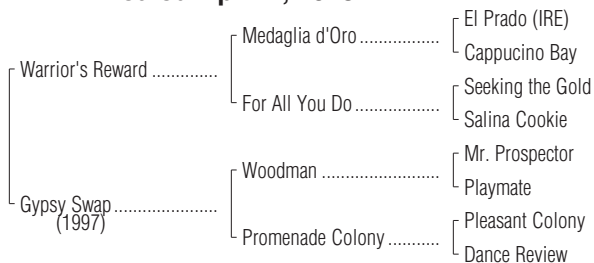 El Prado (IRE)
Medaglia d'Oro ..................
Cappucino Bay
Warrior's Reward ..............
Seeking the Gold
For All You Do ...................
Salina Cookie
Mr. Prospector
Woodman ..........................
Playmate
Gypsy Swap ......................
(1997)
Pleasant Colony
Promenade Colony ............
Dance Review